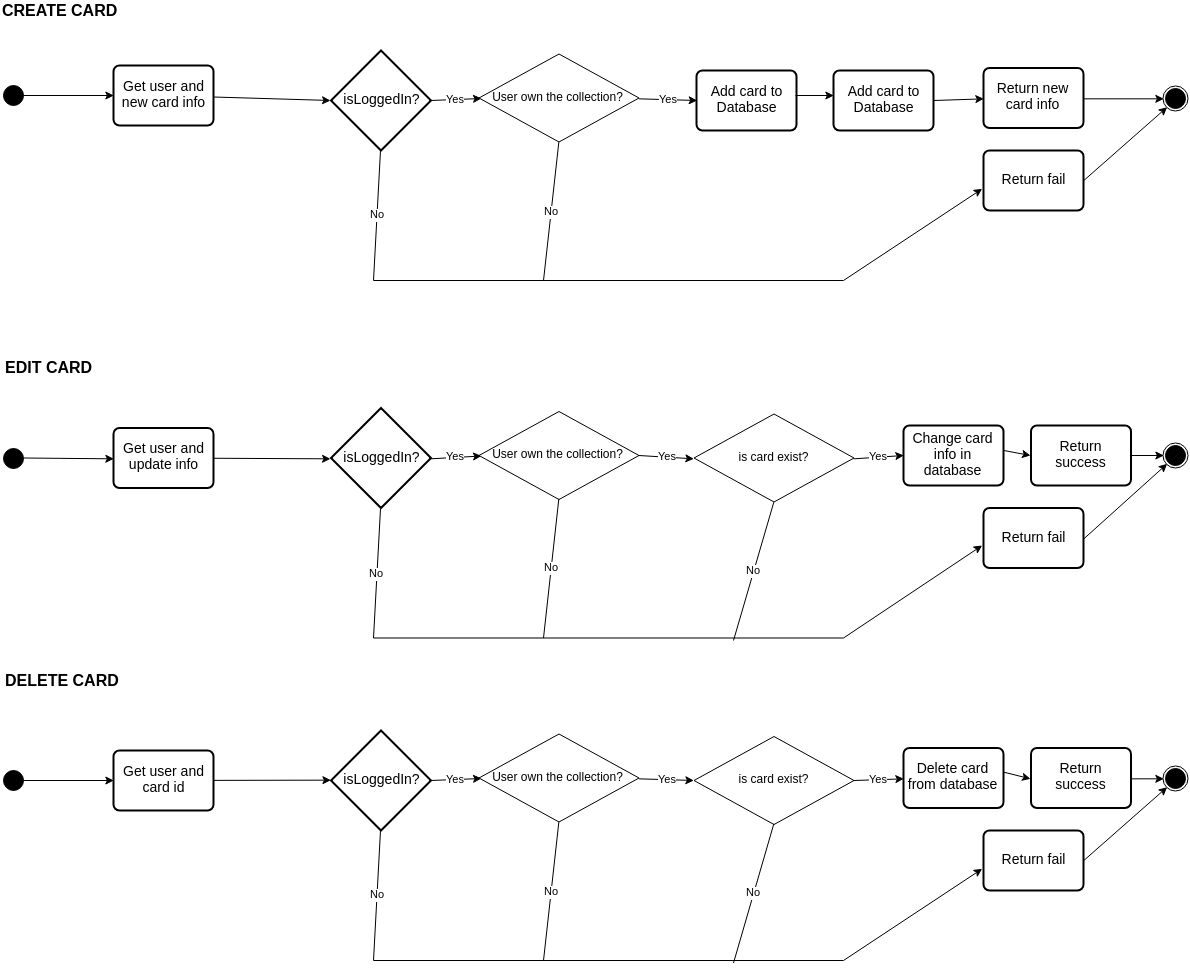 CREATE CARD
Get user and
new card info
isLoggedIn?
Yes
User own the collection?
Yes
Add card to
Database
Add card to
Database
Return new
card info
Return fail
No
No
EDIT CARD
Get user and
update info
isLoggedIn?
Yes
User own the collection?
Yes
is card exist?
Yes
Change card
info in
database
Return
success
Return fail
No
No
No
DELETE CARD
Get user and
card id
isLoggedIn?
Yes
User own the collection?
Yes
is card exist?
Yes
Delete card
from database
Return
success
Return fail
No
No
No